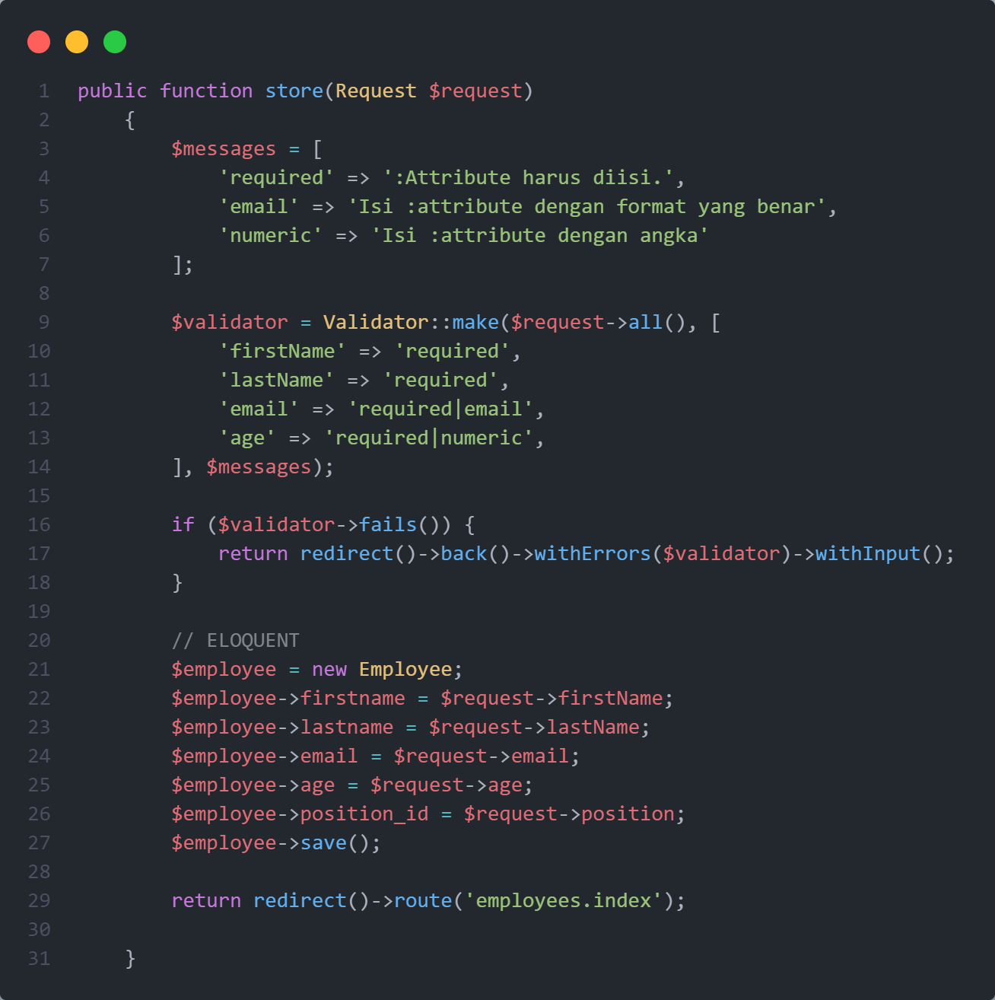 1 public function store(Request $request)
2     {
3         $messages = [
4             'required' => ':Attribute harus diisi.',
5             'email' => 'Isi :attribute dengan format yang benar',
6             'numeric' => 'Isi :attribute dengan angka'
7         ];
8
9         $validator = Validator::make($request->all(), [
10             'firstName' => 'required',
11             'lastName' => 'required',
12             'email' => 'required|email',
13             'age' => 'required|numeric',
14         ], $messages);
15
16         if ($validator->fails()) {
17             return redirect()->back()->withErrors($validator)->withInput();
18         }
19
20         // ELOQUENT
21         $employee = new Employee;
22         $employee->firstname = $request->firstName;
23         $employee->lastname = $request->lastName;
24         $employee->email = $request->email;
25         $employee->age = $request->age;
26         $employee->position_id = $request->position;
27         $employee->save();
28
29         return redirect()->route('employees.index');
30
31     }